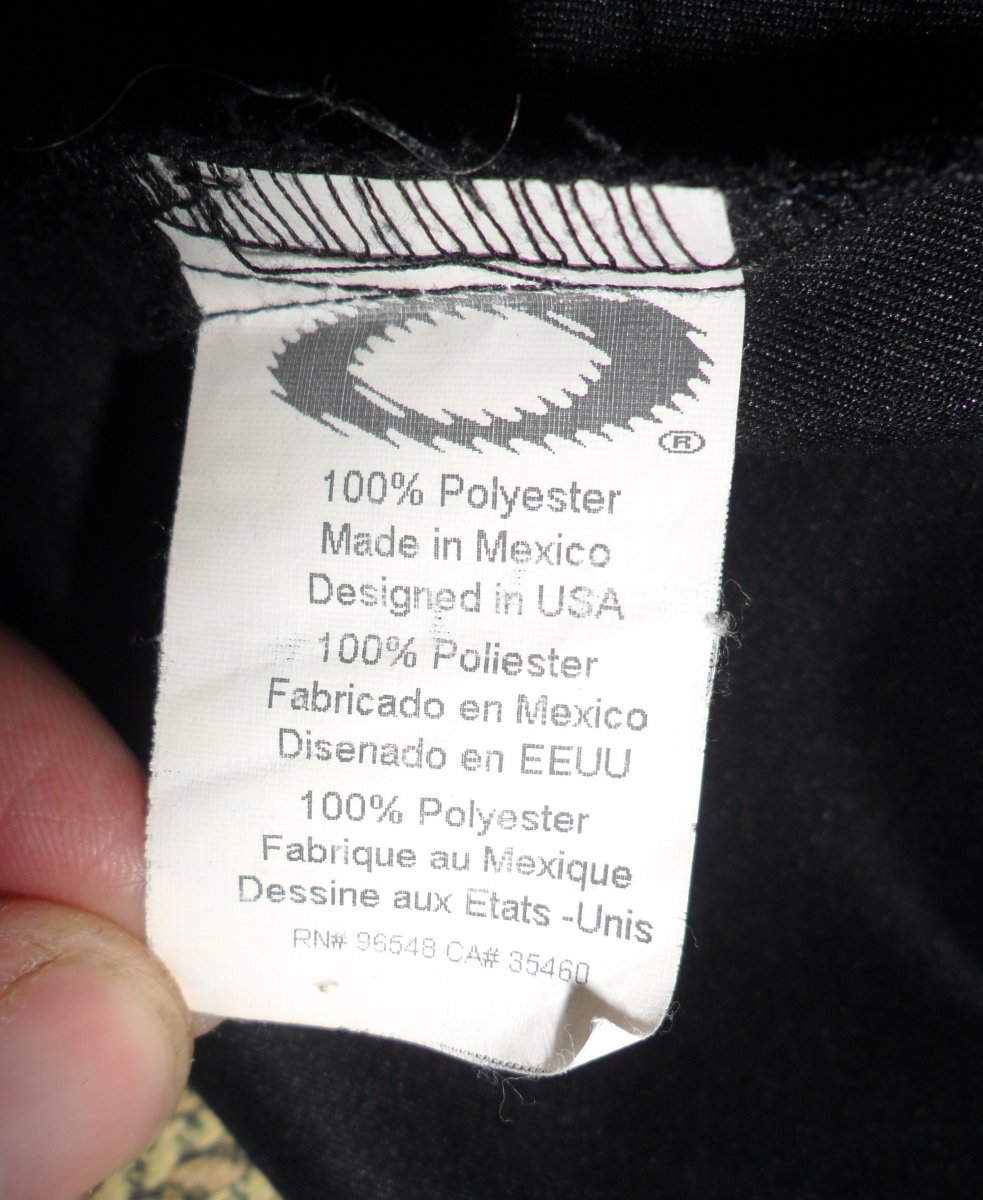 ®
100% Polyester
Made in Mexico
Designed in USA
100% Poliester
Fabricado en Mexico
Disenado en EEUU
100% Polyester
Fabrique au Mexique
Dessine aux Etats -Unis
RN# 96548 CA# 35460